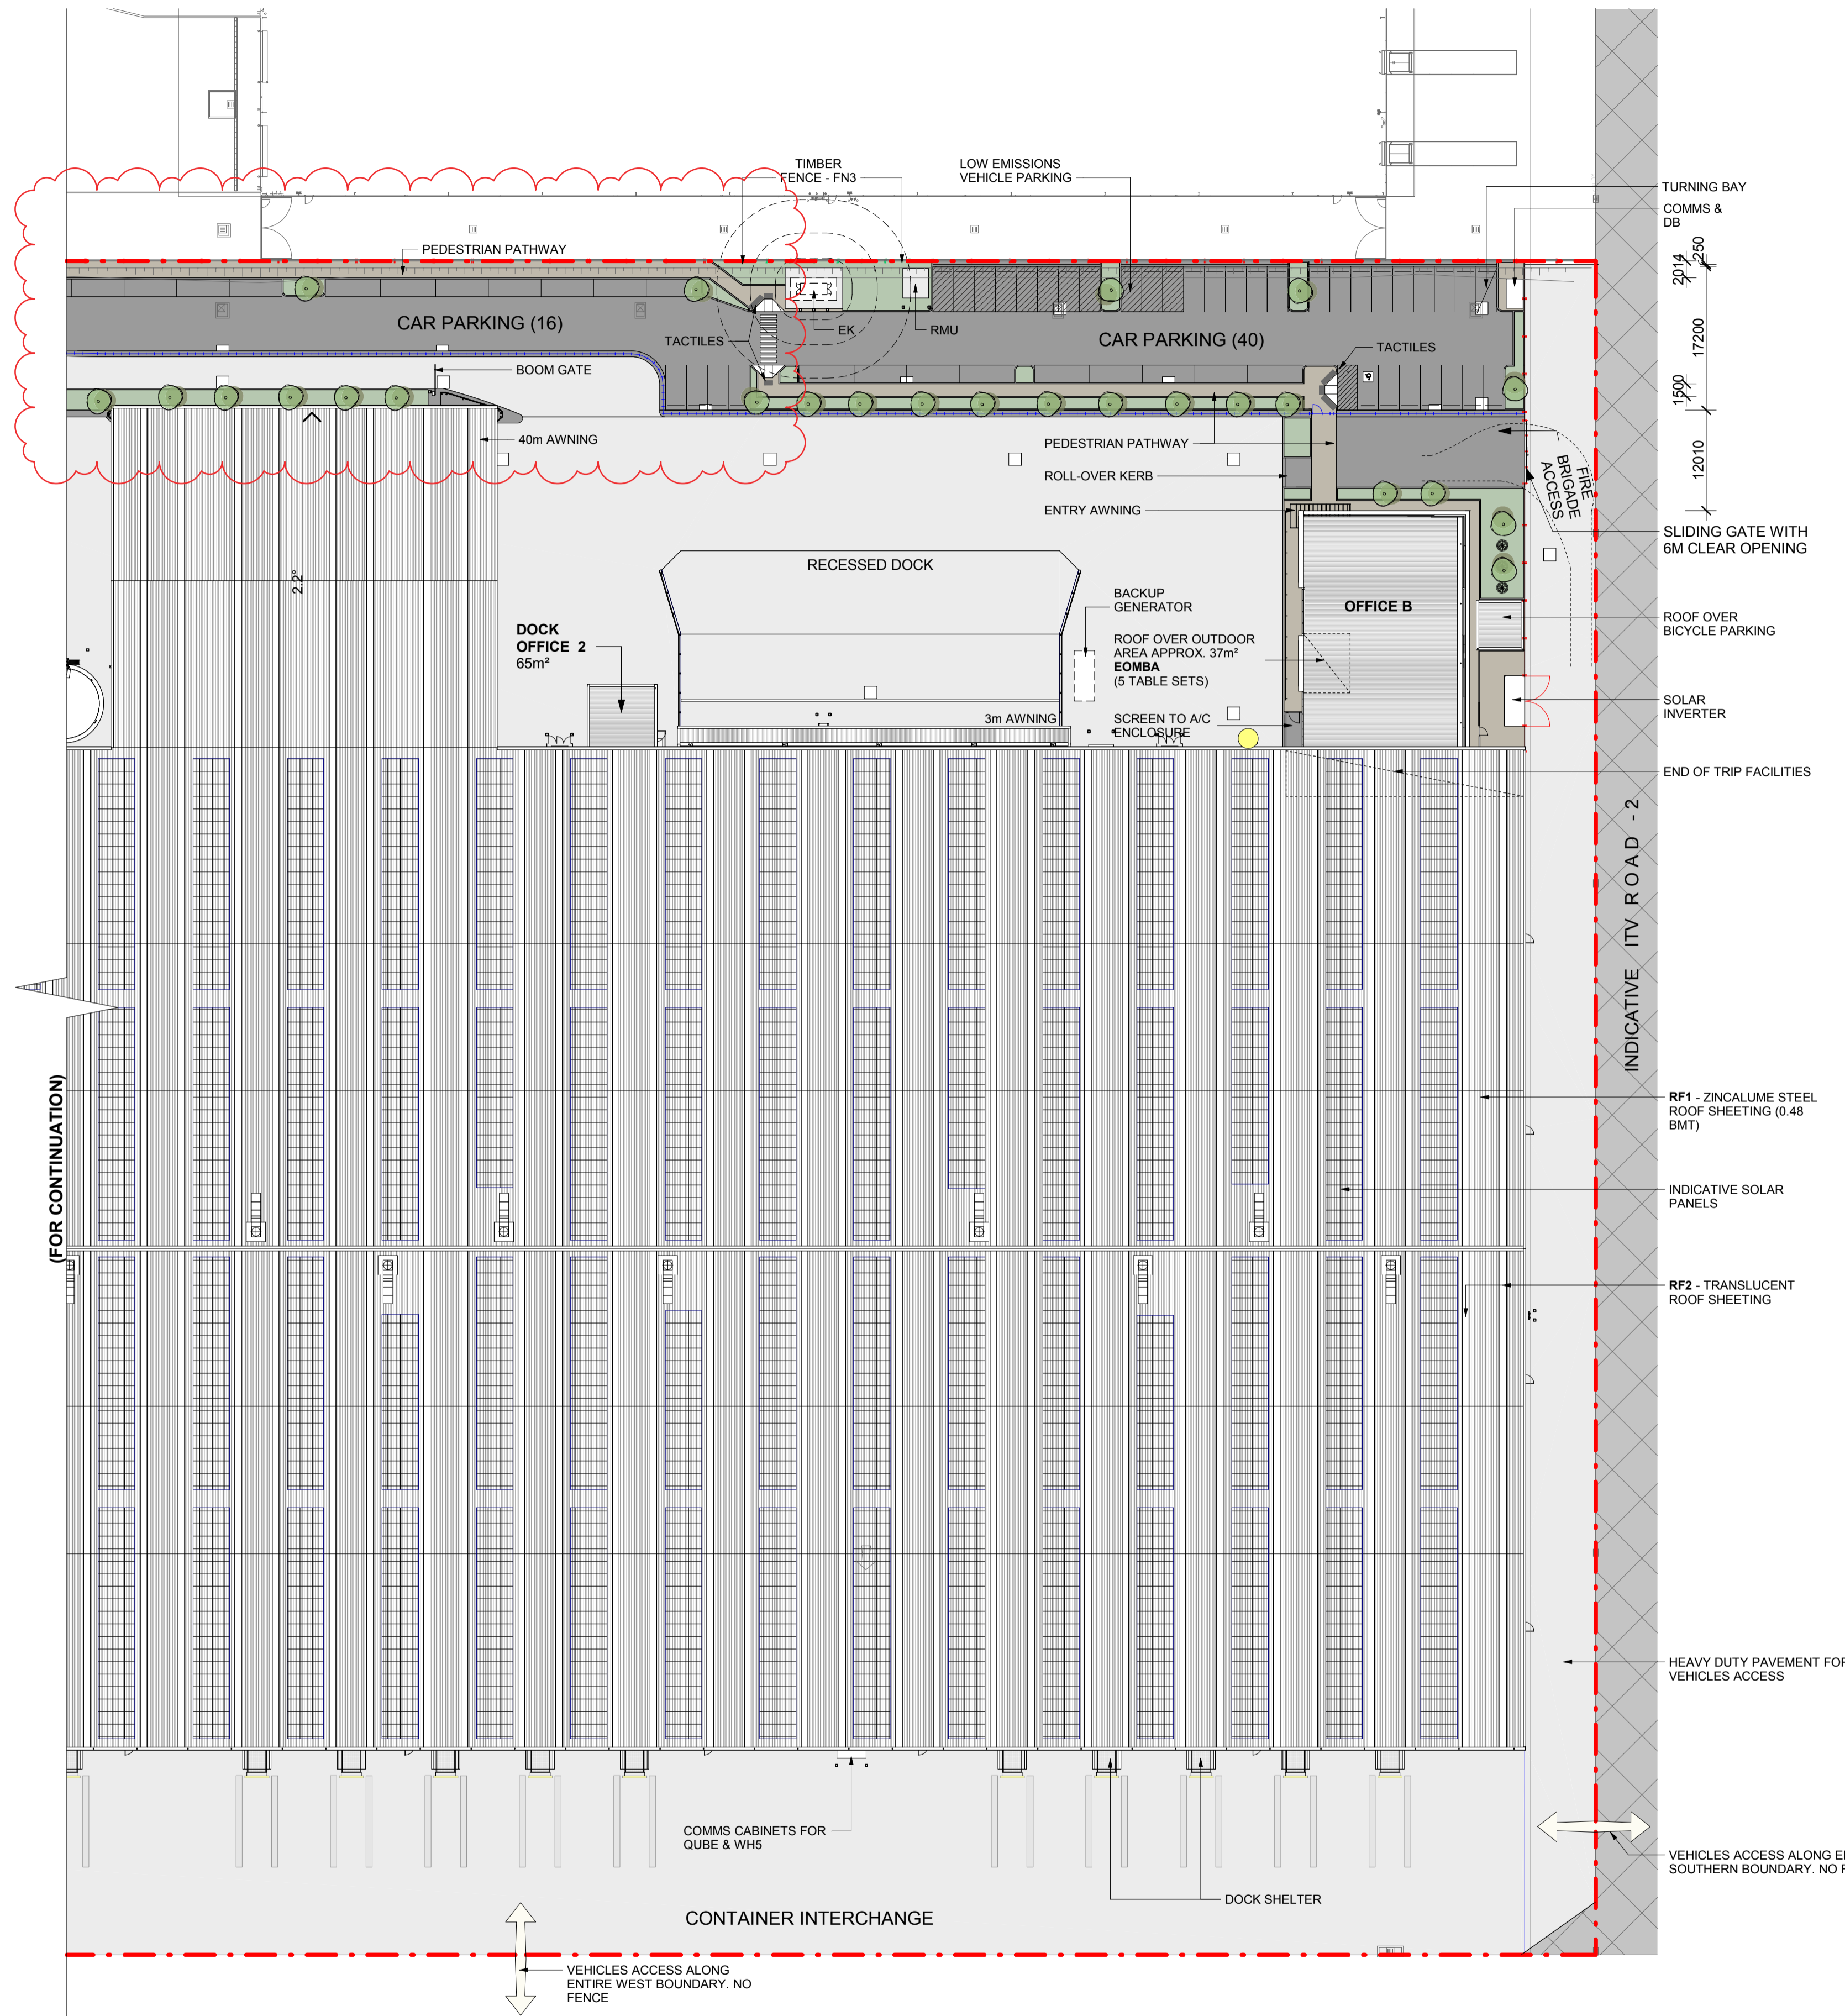 TIMBER
FENCE - FN3
LOW EMISSIONS
VEHICLE PARKING
TURNING BAY
COMMS &
DB
PEDESTRIAN PATHWAY
250
2014
17200
1500
12010
CAR PARKING (16)
EK
RMU
CAR PARKING (40)
TACTILES
TACTILES
BOOM GATE
40m AWNING
PEDESTRIAN PATHWAY
ROLL-OVER KERB
ENTRY AWNING
FIRE
BRIGADE
ACCESS
SLIDING GATE WITH
6M CLEAR OPENING
2.2°
RECESSED DOCK
BACKUP
GENERATOR
OFFICE B
ROOF OVER
BICYCLE PARKING
DOCK
OFFICE 2
65m²
ROOF OVER OUTDOOR
AREA APPROX. 37m²
EOMBA
(5 TABLE SETS)
SOLAR
INVERTER
3m AWNING
SCREEN TO A/C
ENCLOSURE
END OF TRIP FACILITIES
INDICATIVE ITV ROAD - 2
(FOR CONTINUATION)
RF1 - ZINCALUME STEEL
ROOF SHEETING (0.48
BMT)
INDICATIVE SOLAR
PANELS
RF2 - TRANSLUCENT
ROOF SHEETING
HEAVY DUTY PAVEMENT FOR
VEHICLES ACCESS
COMMS CABINETS FOR
QUBE & WH5
VEHICLES ACCESS ALONG
SOUTHERN BOUNDARY. NO
DOCK SHELTER
CONTAINER INTERCHANGE
VEHICLES ACCESS ALONG
ENTIRE WEST BOUNDARY. NO
FENCE